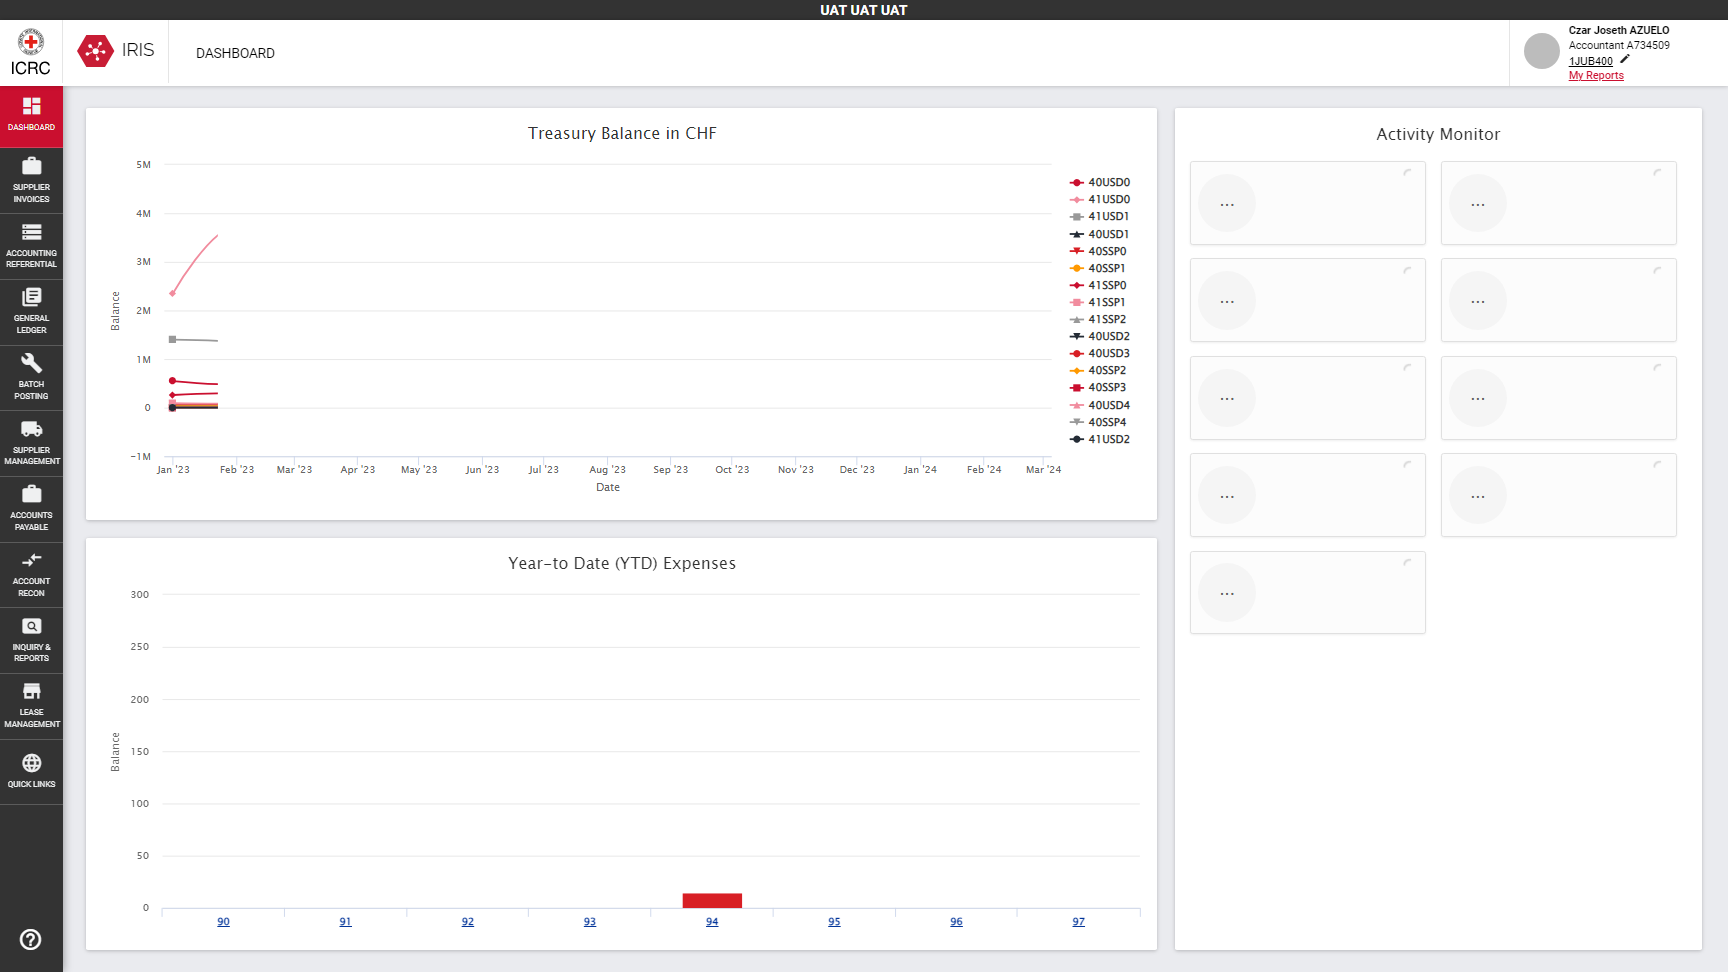 UAT UAT UAT
ICRC
IRIS
DASHBOARD
Czar Joseth AZUELO
Accountant A734509
1JUB400
My Reports
DASHBOARD
SUPPLIER
INVOICES
ACCOUNTING
REFERENTIAL
GENERAL
LEDGER
BATCH
POSTING
SUPPLIER
MANAGEMENT
ACCOUNTS
PAYABLE
ACCOUNT
RECON
INQUIRY &
REPORTS
LEASE
MANAGEMENT
QUICK LINKS
Treasury Balance in CHF
Balance
5M
4M
3M
2M
1M
0
−1M
Jan '23 Feb '23 Mar '23 Apr '23 May '23 Jun '23 Jul '23 Aug '23 Sep '23 Oct '23 Nov '23 Dec '23 Jan '24 Feb '24 Mar '24
Date
40USD0
41USD0
41USD1
40USD1
40SSP0
40SSP1
41SSP0
41SSP1
41SSP2
40USD2
40USD3
40SSP2
40SSP3
40USD4
40SSP4
41USD2
Year-to Date (YTD) Expenses
Balance
300
250
200
150
100
50
0
90 91 92 93 94 95 96 97
Activity Monitor
... ...
... ...
... ...
... ...
...